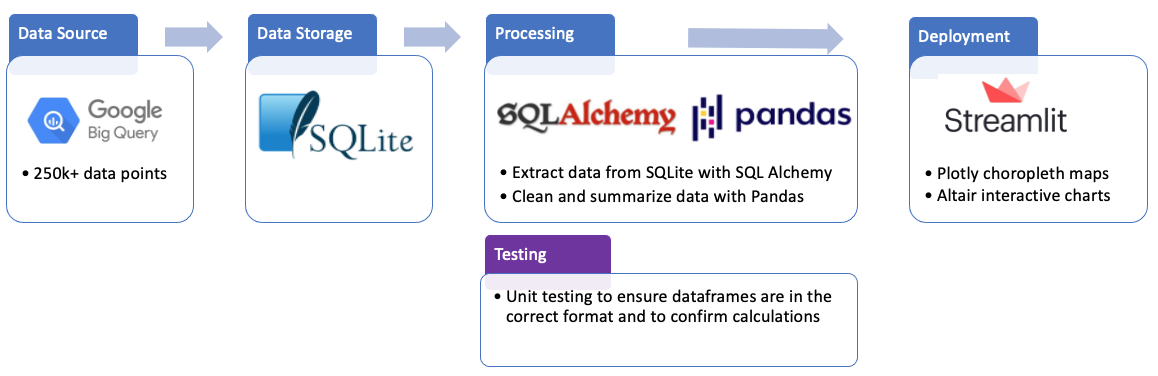 Data Source
Google
Big Query
• 250k+ data points
Data Storage
SQLite
Processing
SQLAlchemy
pandas
• Extract data from SQLite with SQL Alchemy
• Clean and summarize data with Pandas
Testing
• Unit testing to ensure dataframes are in the
correct format and to confirm calculations
Deployment
Streamlit
• Plotly choropleth maps
• Altair interactive charts